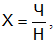 X = Ч/Н,